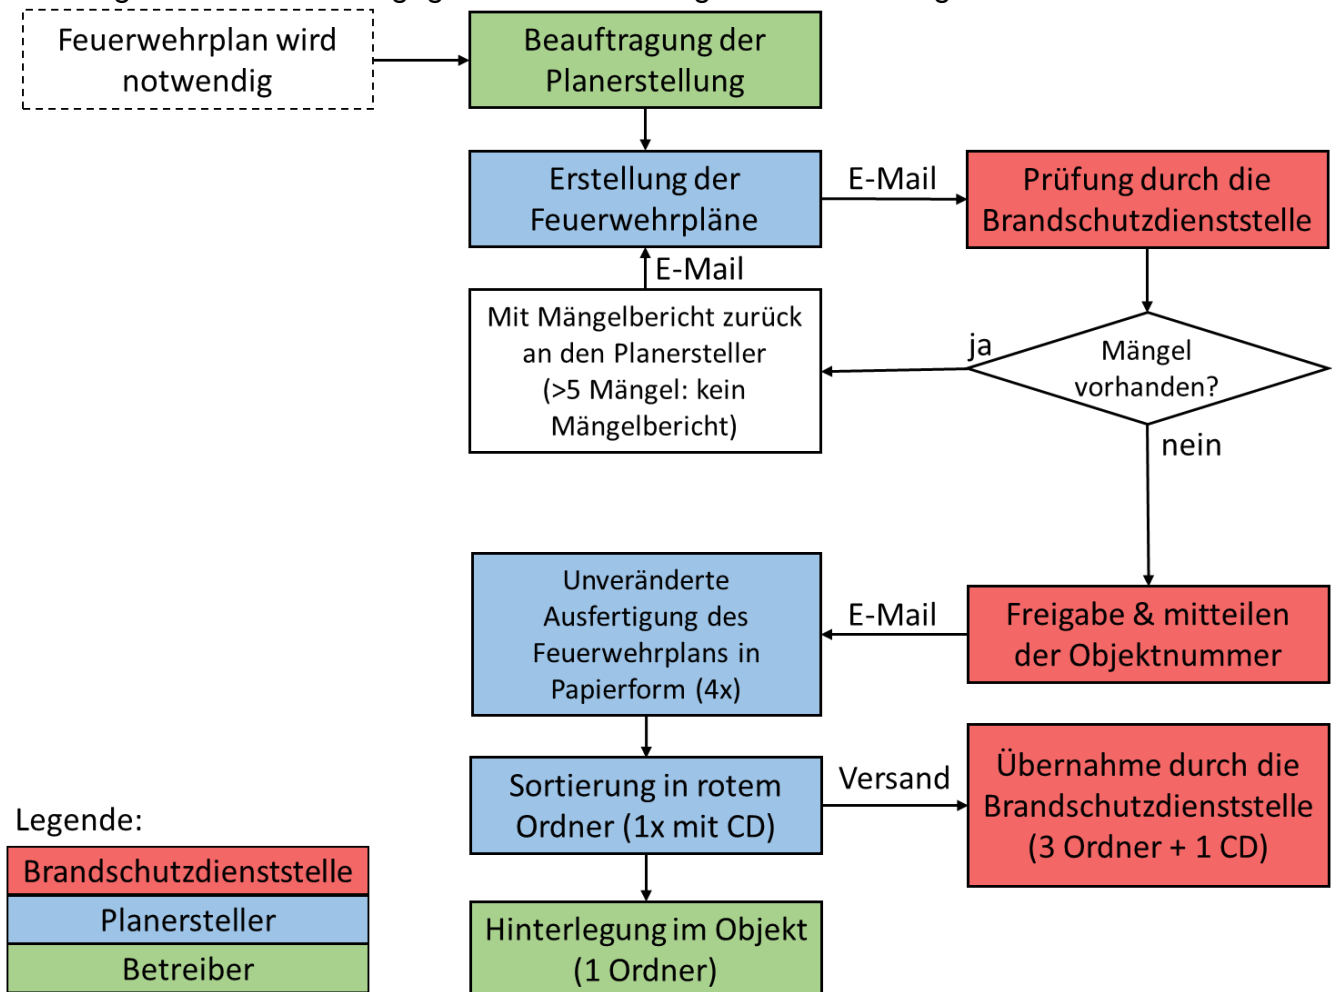 Feuerwehrplan wird
notwendig
Beauftragung der
Planerstellung
Erstellung der
Feuerwehrpläne
E-Mail
Prüfung durch die
Brandschutzdienststelle
E-Mail
Mit Mängelbericht zurück
an den Planersteller
(>5 Mängel: kein
Mängelbericht)
ja
Mängel
vorhanden?
nein
Unveränderte
Ausfertigung des
Feuerwehrplans in
Papierform (4x)
E-Mail
Freigabe & mitteilen
der Objektnummer
Sortierung in rotem
Ordner (1x mit CD)
Versand
Übernahme durch die
Brandschutzdienststelle
(3 Ordner + 1 CD)
Hinterlegung im Objekt
(1 Ordner)
Legende:
Brandschutzdienststelle
Planersteller
Betreiber